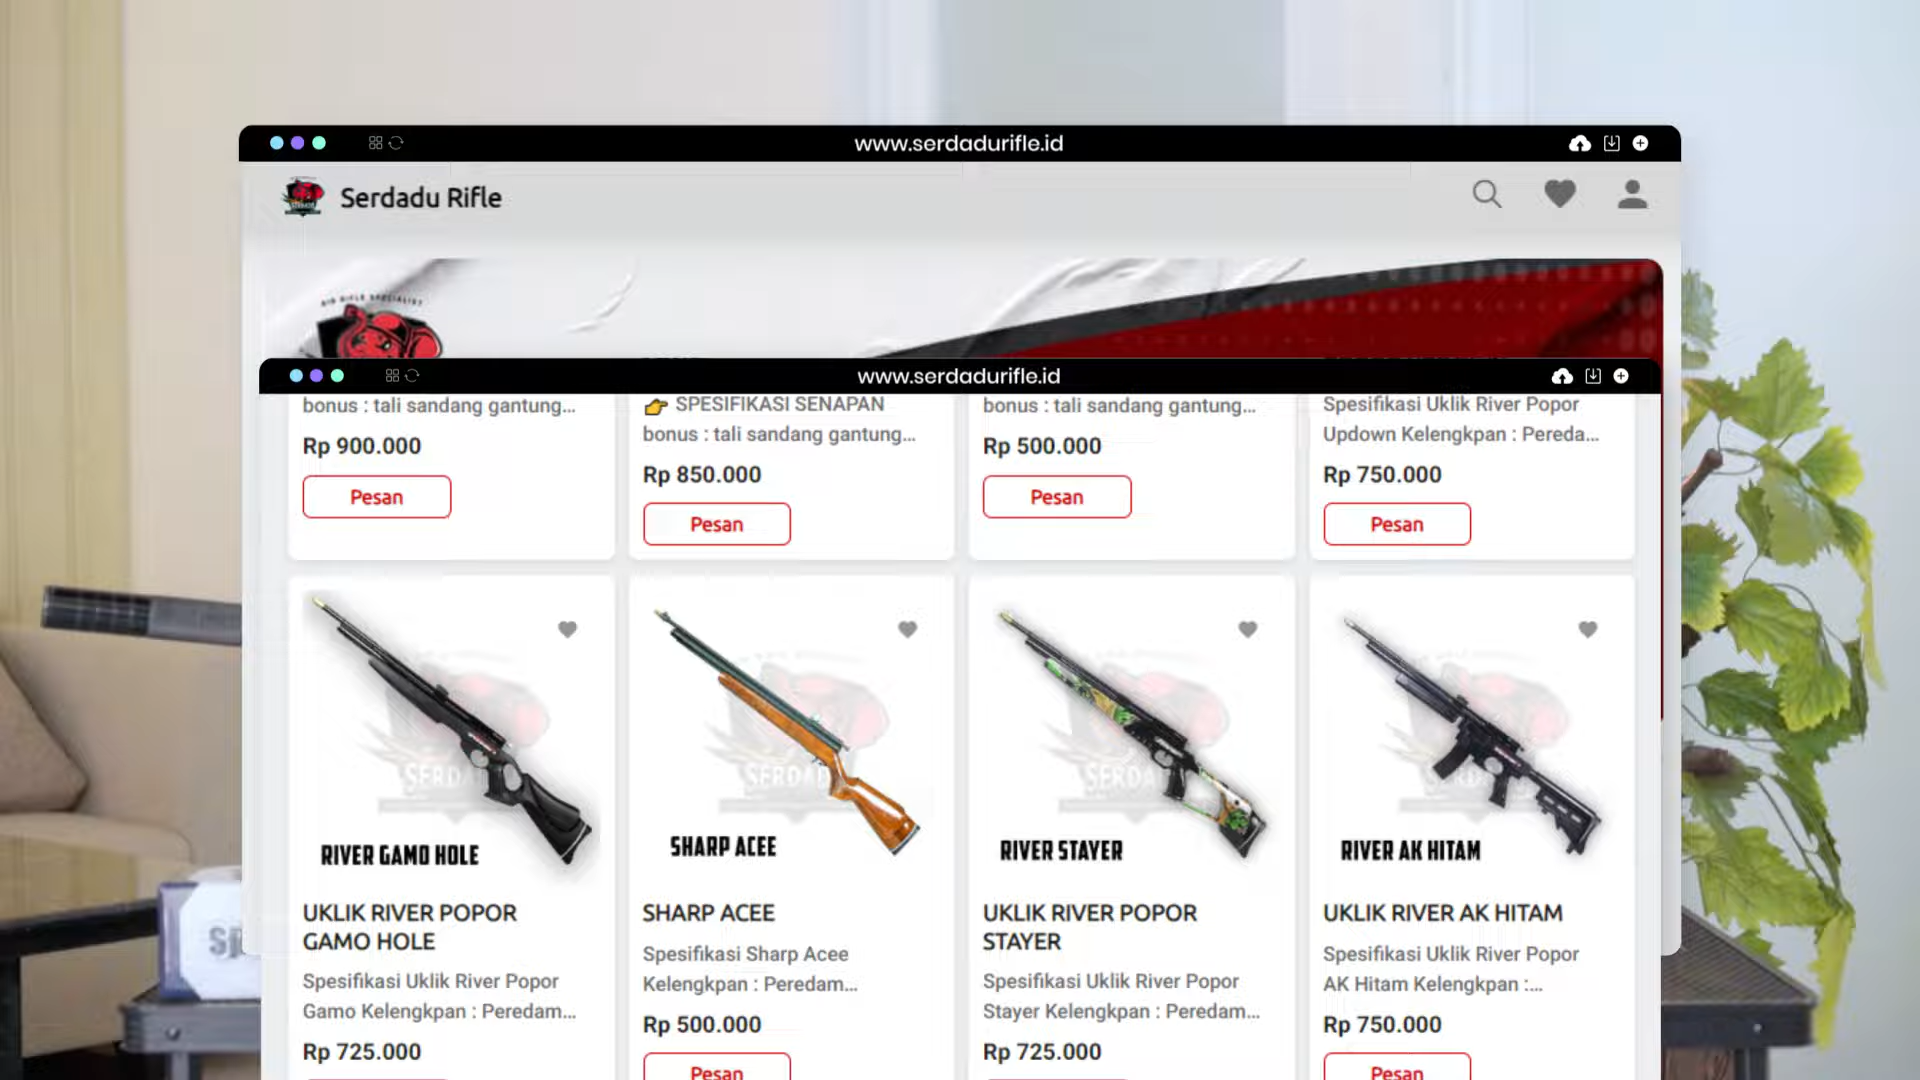 www.serdadurifle.id
Serdadu Rifle
AIR RIFLE SPECIALIST
www.serdadurifle.id
bonus : tali sandang gantung...
Rp 900.000
Pesan
👉 SPESIFIKASI SENAPAN
bonus : tali sandang gantung...
Rp 850.000
Pesan
bonus : tali sandang gantung...
Rp 500.000
Pesan
Spesifikasi Uklik River Popor
Updown Kelengkpan : Pereda...
Rp 750.000
Pesan
RIVER GAMO HOLE
UKLIK RIVER POPOR
GAMO HOLE
Spesifikasi Uklik River Popor
Gamo Kelengkpan : Peredam...
Rp 725.000
SHARP ACEE
SHARP ACEE
Spesifikasi Sharp Acee
Kelengkpan : Peredam...
Rp 500.000
Pesan
RIVER STAYER
UKLIK RIVER POPOR
STAYER
Spesifikasi Uklik River Popor
Stayer Kelengkpan : Peredam...
Rp 725.000
RIVER AK HITAM
UKLIK RIVER AK HITAM
Spesifikasi Uklik River Popor
AK Hitam Kelengkpan :...
Rp 750.000
Pesan